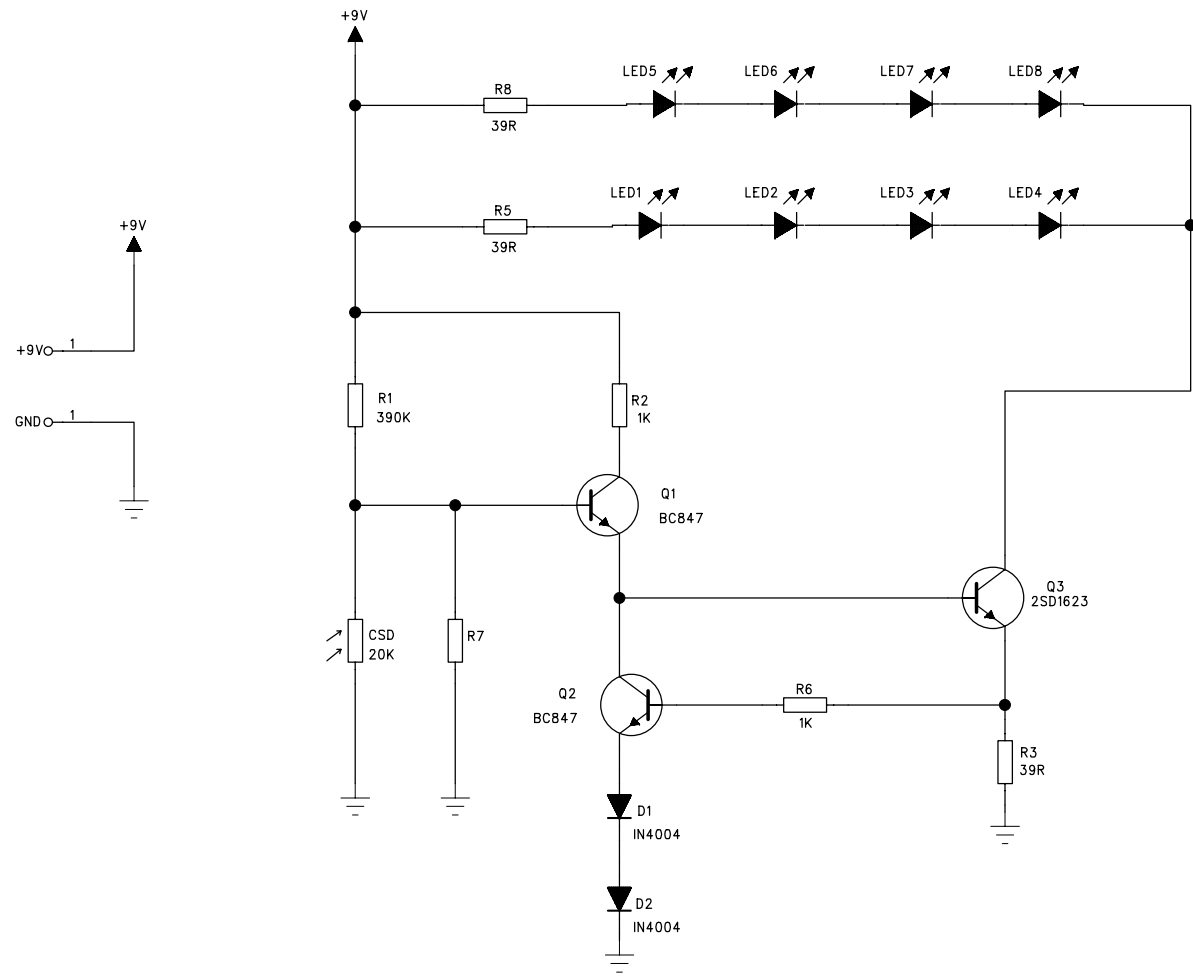 +9V
LED5
LED6
LED7
LED8
R8
39R
LED1
LED2
LED3
LED4
R5
39R
+9V
+9V
1
GND
1
R1
390K
R2
1K
Q1
BC847
Q3
2SD1623
CSD
20K
R7
Q2
BC847
R6
1K
R3
39R
D1
IN4004
D2
IN4004